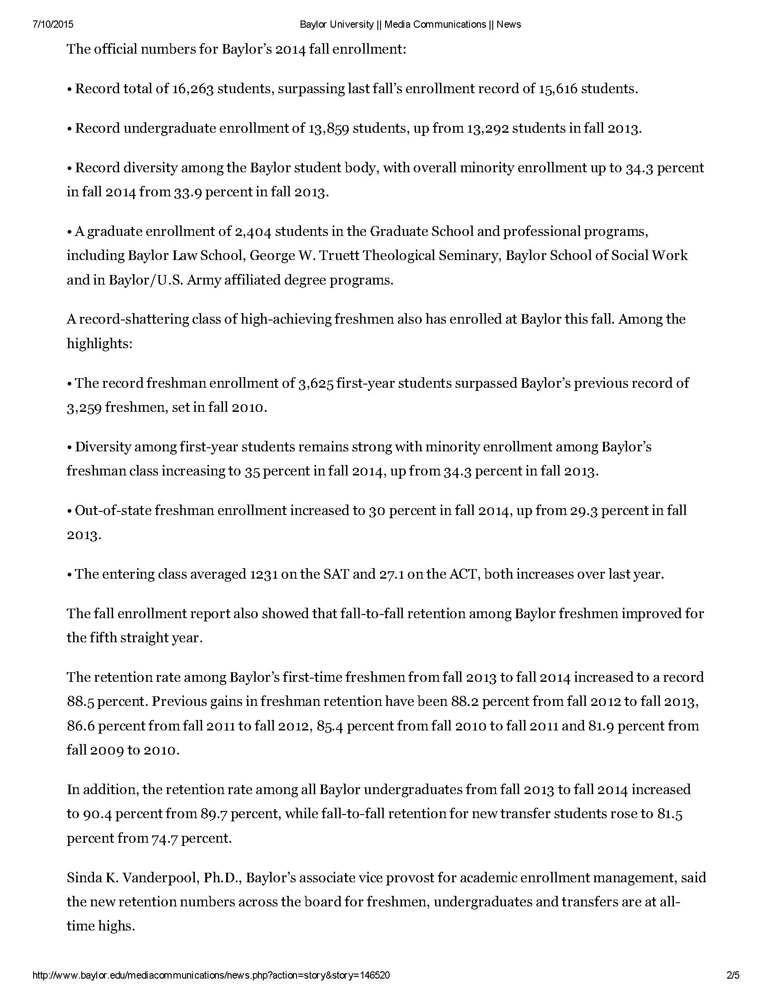 7/10/2015 Baylor University || Media Communications || News
The official numbers for Baylor’s 2014 fall enrollment:
• Record total of 16,263 students, surpassing last fall’s enrollment record of 15,616 students.
• Record undergraduate enrollment of 13,859 students, up from 13,292 students in fall 2013.
• Record diversity among the Baylor student body, with overall minority enrollment up to 34.3 percent
in fall 2014 from 33.9 percent in fall 2013.
• A graduate enrollment of 2,404 students in the Graduate School and professional programs,
including Baylor Law School, George W. Truett Theological Seminary, Baylor School of Social Work
and in Baylor/U.S. Army affiliated degree programs.
A record-shattering class of high-achieving freshmen also has enrolled at Baylor this fall. Among the
highlights:
• The record freshman enrollment of 3,625 first-year students surpassed Baylor’s previous record of
3,259 freshmen, set in fall 2010.
• Diversity among first-year students remains strong with minority enrollment among Baylor’s
freshman class increasing to 35 percent in fall 2014, up from 34.3 percent in fall 2013.
• Out-of-state freshman enrollment increased to 30 percent in fall 2014, up from 29.3 percent in fall
2013.
• The entering class averaged 1231 on the SAT and 27.1 on the ACT, both increases over last year.
The fall enrollment report also showed that fall-to-fall retention among Baylor freshmen improved for
the fifth straight year.
The retention rate among Baylor’s first-time freshmen from fall 2013 to fall 2014 increased to a record
88.5 percent. Previous gains in freshman retention have been 88.2 percent from fall 2012 to fall 2013,
86.6 percent from fall 2011 to fall 2012, 85.4 percent from fall 2010 to fall 2011 and 81.9 percent from
fall 2009 to 2010.
In addition, the retention rate among all Baylor undergraduates from fall 2013 to fall 2014 increased
to 90.4 percent from 89.7 percent, while fall-to-fall retention for new transfer students rose to 81.5
percent from 74.7 percent.
Sinda K. Vanderpool, Ph.D., Baylor’s associate vice provost for academic enrollment management, said
the new retention numbers across the board for freshmen, undergraduates and transfers are at all-
time highs.
http://www.baylor.edu/mediacommunications/news.php?action=story&story=146520 2/5